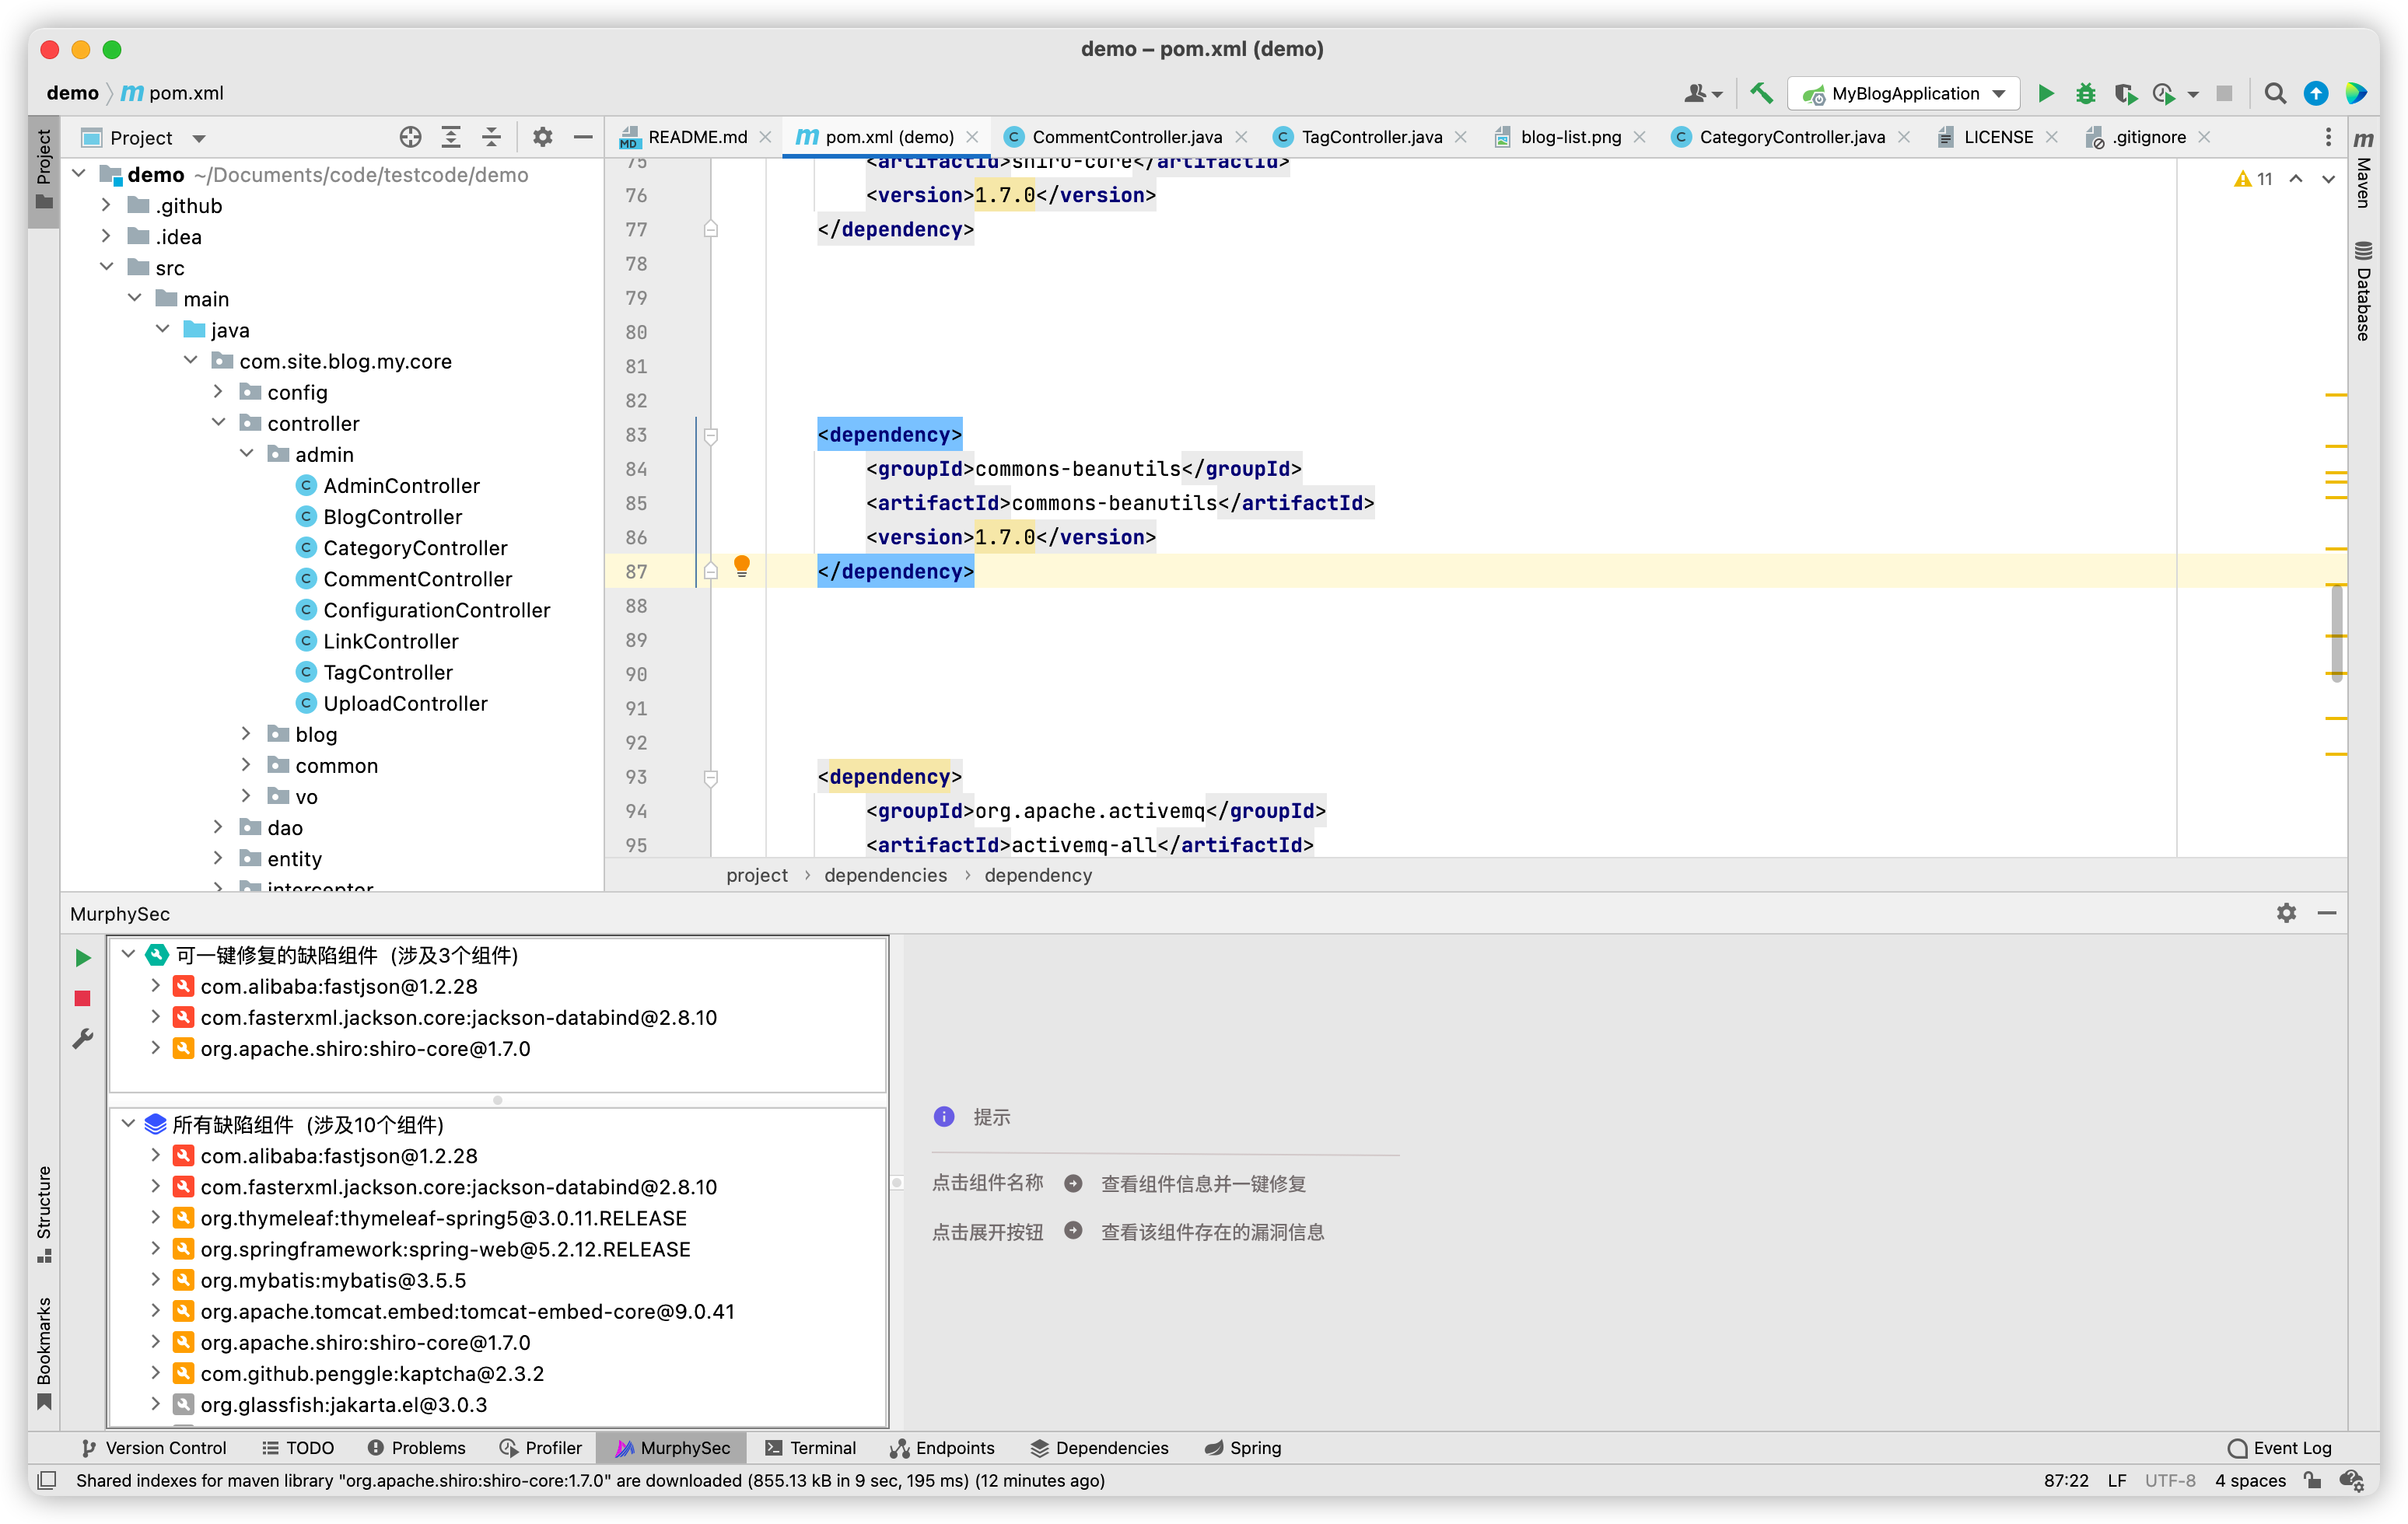 demo – pom.xml (demo)
demo
m pom.xml
MyBlogApplication
Project
Project
README.md
pom.xml (demo)
CommentController.java
TagController.java
blog-list.png
CategoryController.java
LICENSE
.gitignore
demo ~/Documents/code/testcode/demo
.github
.idea
src
main
java
com.site.blog.my.core
config
controller
admin
AdminController
BlogController
CategoryController
CommentController
ConfigurationController
LinkController
TagController
UploadController
blog
common
vo
dao
entity
interceptor
75 <artifactId>shiro-core</artifactId>
76 <version>1.7.0</version>
77 </dependency>
78
79
80
81
82
83 <dependency>
84 <groupId>commons-beanutils</groupId>
85 <artifactId>commons-beanutils</artifactId>
86 <version>1.7.0</version>
87 </dependency>
88
89
90
91
92
93 <dependency>
94 <groupId>org.apache.activemq</groupId>
95 <artifactId>activemq-all</artifactId>
11
Maven
Database
project › dependencies › dependency
MurphySec
可一键修复的缺陷组件 (涉及3个组件)
com.alibaba:fastjson@1.2.28
com.fasterxml.jackson.core:jackson-databind@2.8.10
org.apache.shiro:shiro-core@1.7.0
所有缺陷组件 (涉及10个组件)
com.alibaba:fastjson@1.2.28
com.fasterxml.jackson.core:jackson-databind@2.8.10
org.thymeleaf:thymeleaf-spring5@3.0.11.RELEASE
org.springframework:spring-web@5.2.12.RELEASE
org.mybatis:mybatis@3.5.5
org.apache.tomcat.embed:tomcat-embed-core@9.0.41
org.apache.shiro:shiro-core@1.7.0
com.github.penggle:kaptcha@2.3.2
org.glassfish:jakarta.el@3.0.3
提示
点击组件名称 查看组件信息并一键修复
点击展开按钮 查看该组件存在的漏洞信息
Structure
Bookmarks
Version Control
TODO
Problems
Profiler
MurphySec
Terminal
Endpoints
Dependencies
Spring
Event Log
Shared indexes for maven library "org.apache.shiro:shiro-core:1.7.0" are downloaded (855.13 kB in 9 sec, 195 ms) (12 minutes ago)
87:22 LF UTF-8 4 spaces